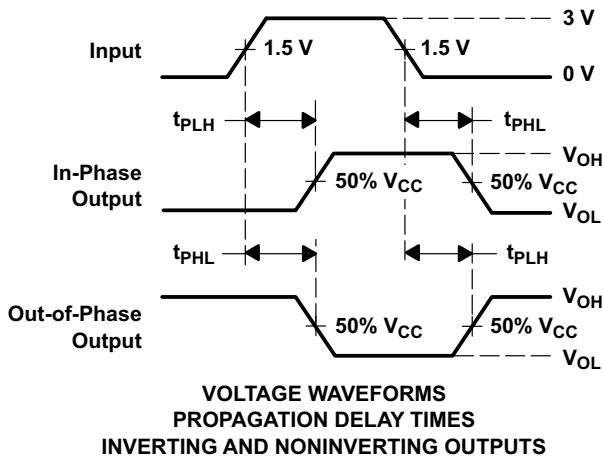 3 V
Input
1.5 V
1.5 V
0 V
tPLH
tPHL
In-Phase
Output
VOH
50% VCC
50% VCC
VOL
tPHL
tPLH
Out-of-Phase
Output
VOH
50% VCC
50% VCC
VOL
VOLTAGE WAVEFORMS
PROPAGATION DELAY TIMES
INVERTING AND NONINVERTING OUTPUTS